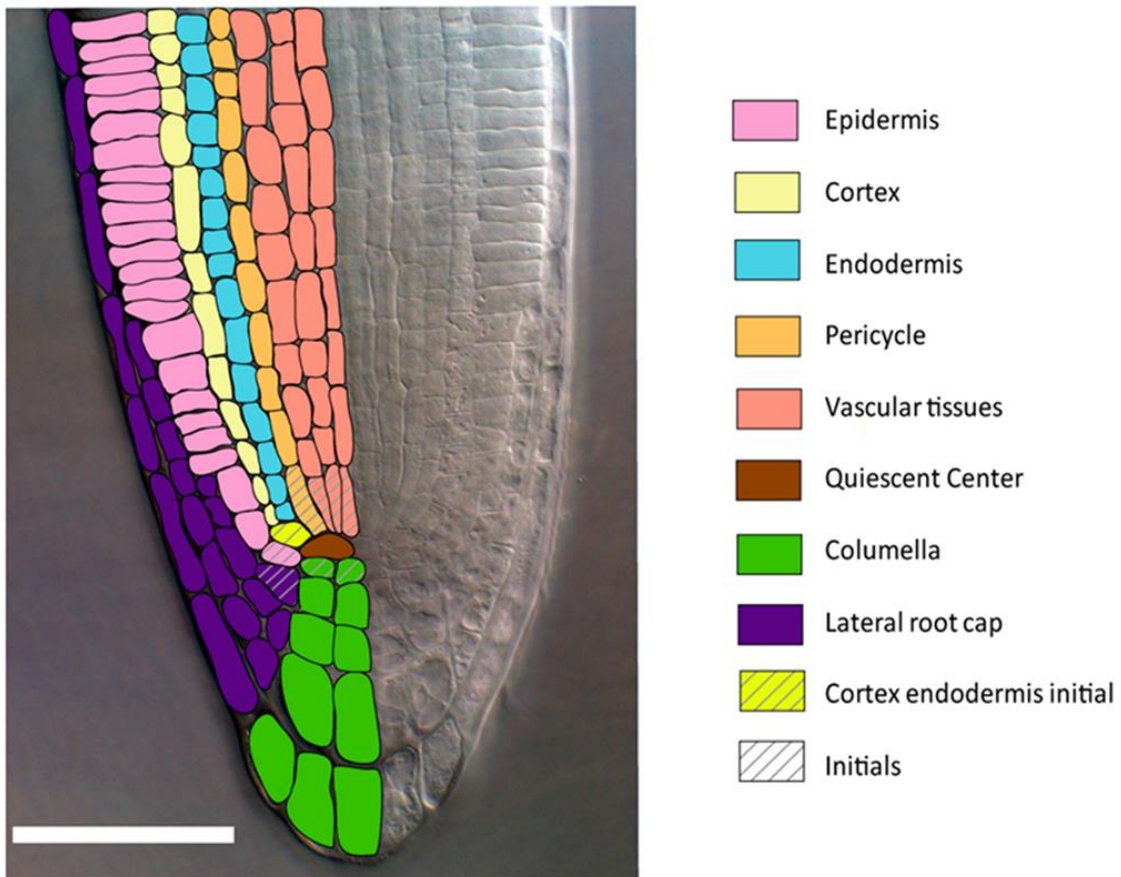 Epidermis
Cortex
Endodermis
Pericycle
Vascular tissues
Quiescent Center
Columella
Lateral root cap
Cortex endodermis initial
Initials